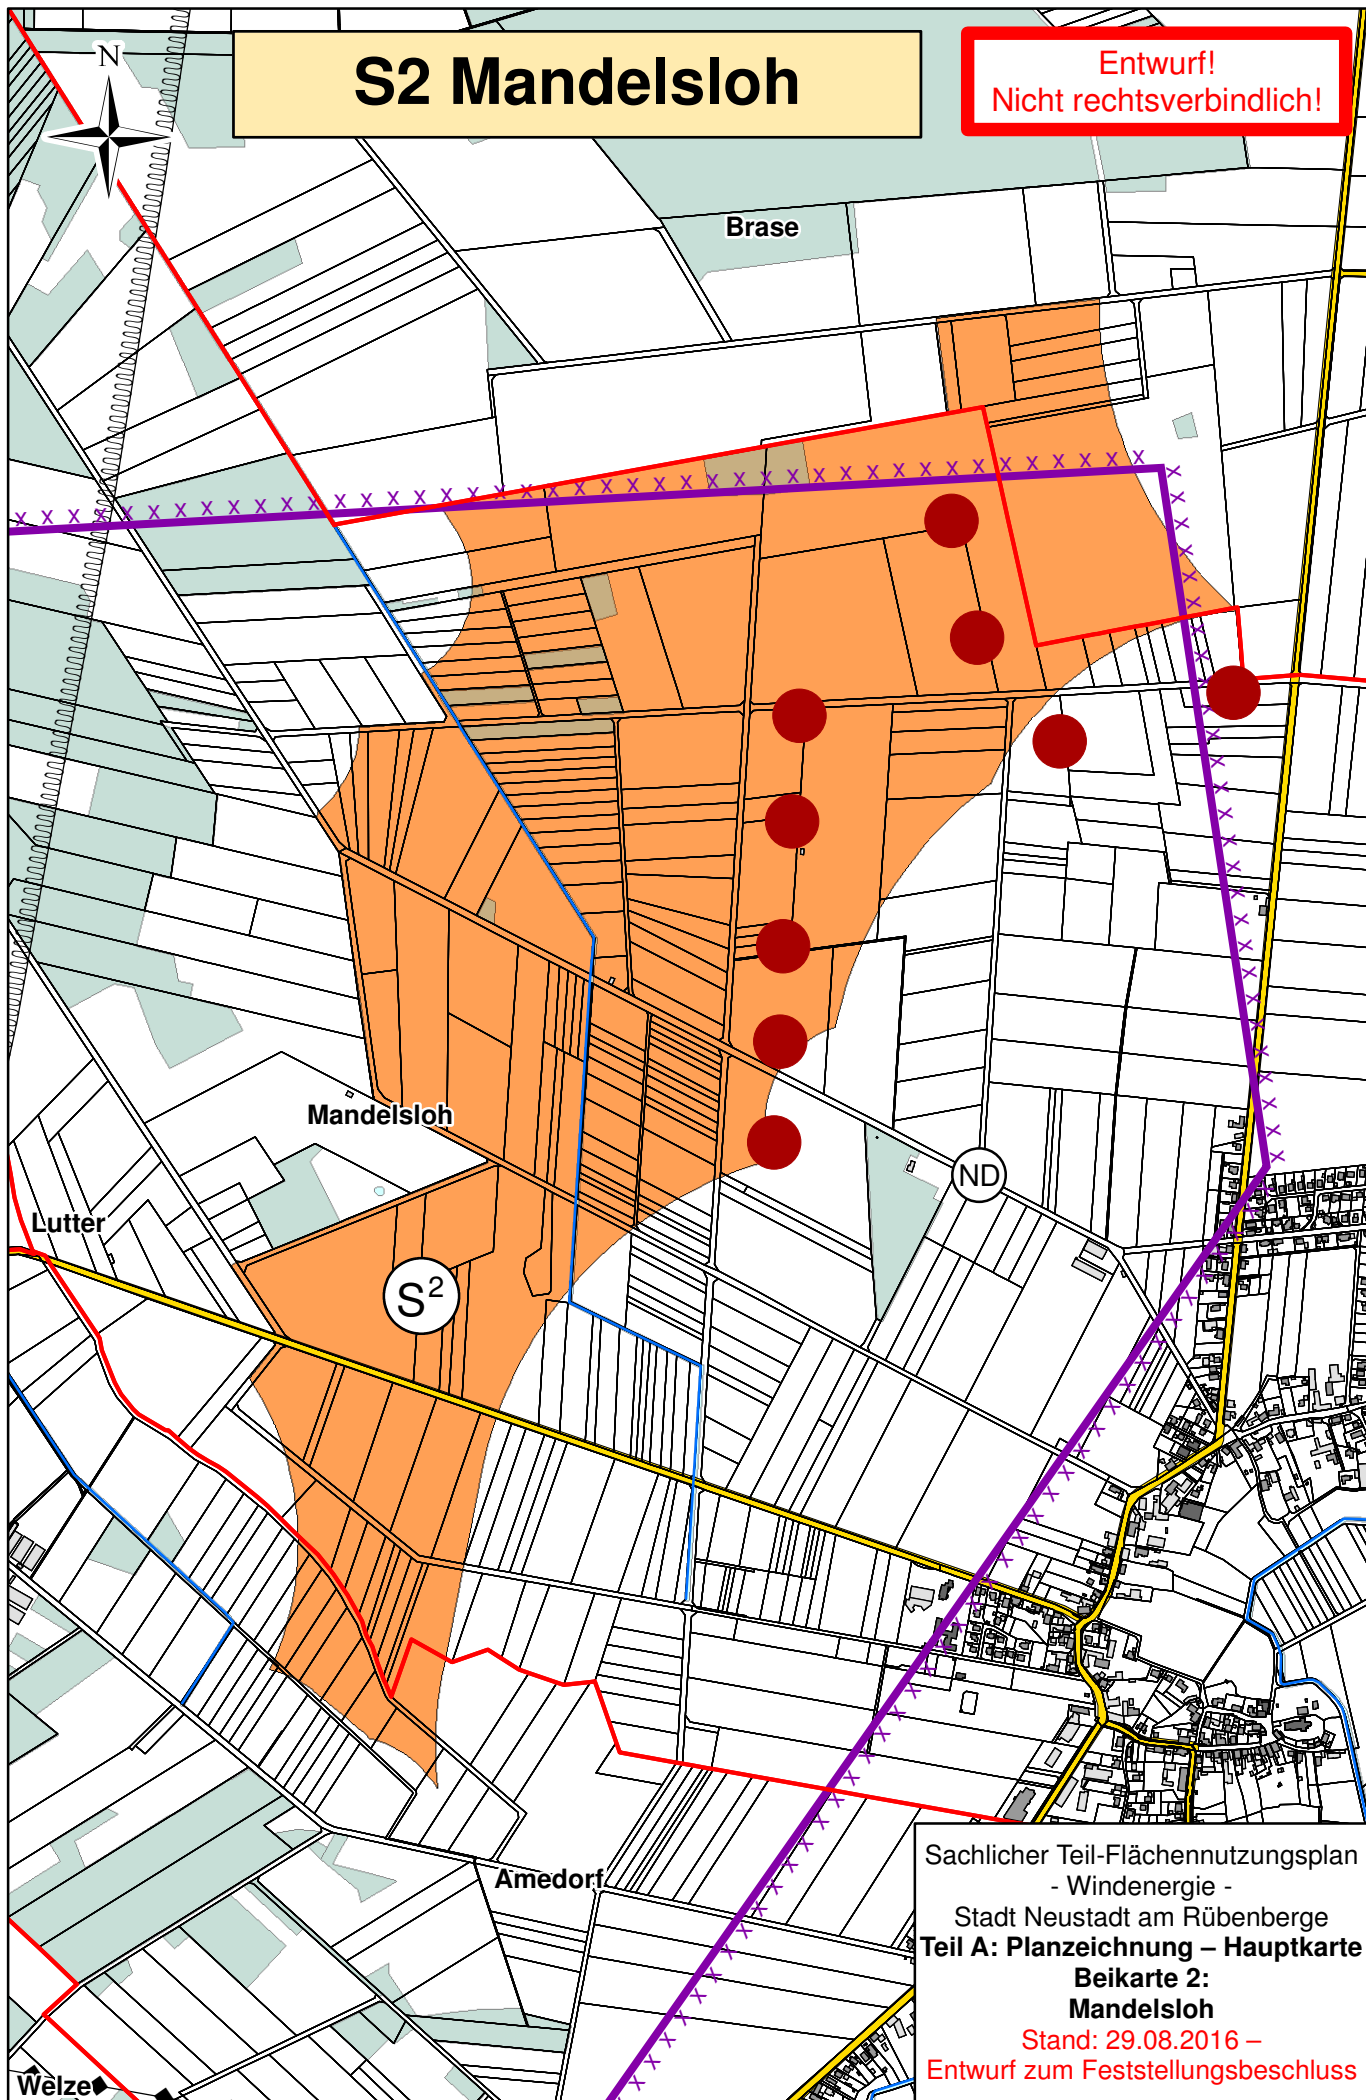 N
S2 Mandelsloh
Entwurf!
Nicht rechtsverbindlich!
Brase
Mandelsloh
ND
Lutter
S²
Amedorf
Welze
Sachlicher Teil-Flächennutzungsplan
- Windenergie -
Stadt Neustadt am Rübenberge
Teil A: Planzeichnung – Hauptkarte
Beikarte 2:
Mandelsloh
Stand: 29.08.2016 –
Entwurf zum Feststellungsbeschluss